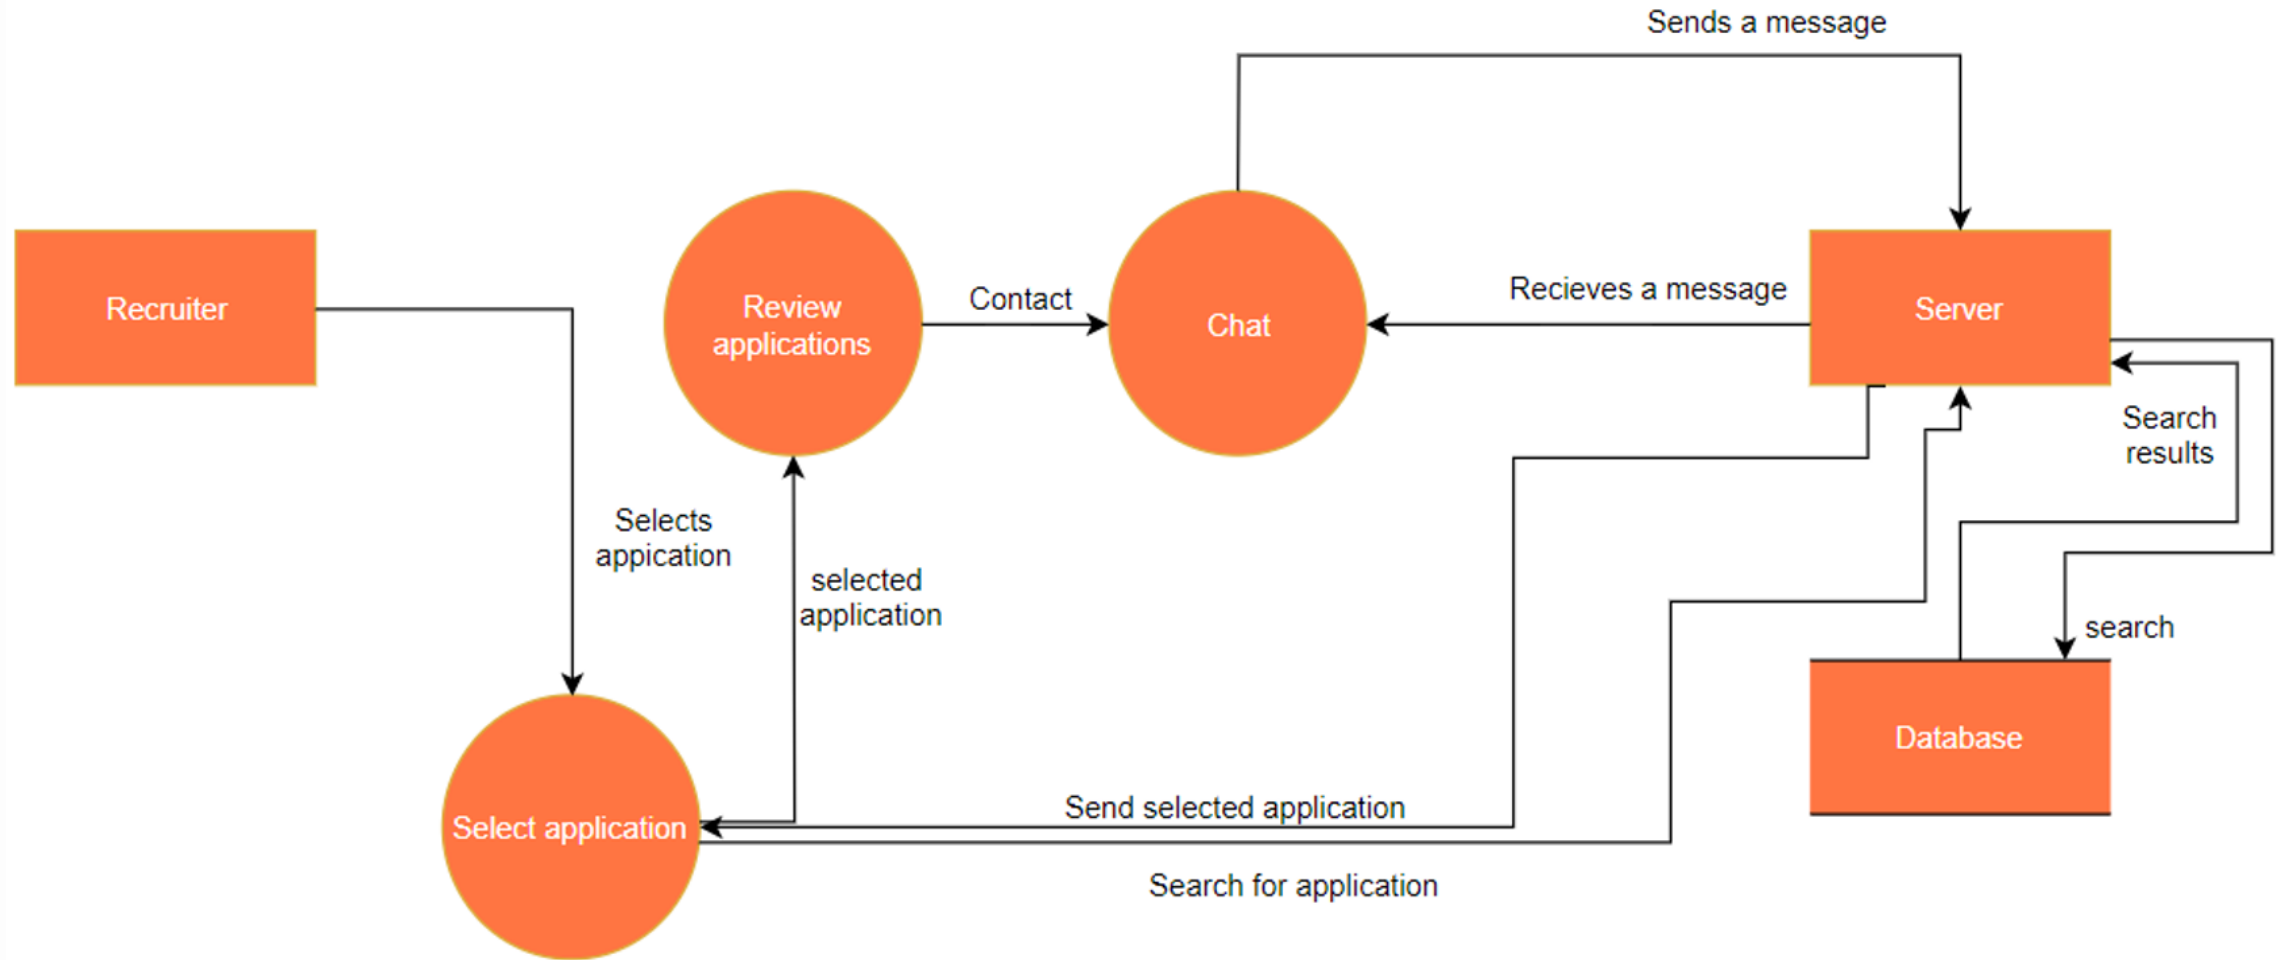 Sends a message
Recruiter
Review
applications
Contact
Chat
Recieves a message
Server
Search
results
Selects
appication
selected
application
search
Database
Select application
Send selected application
Search for application